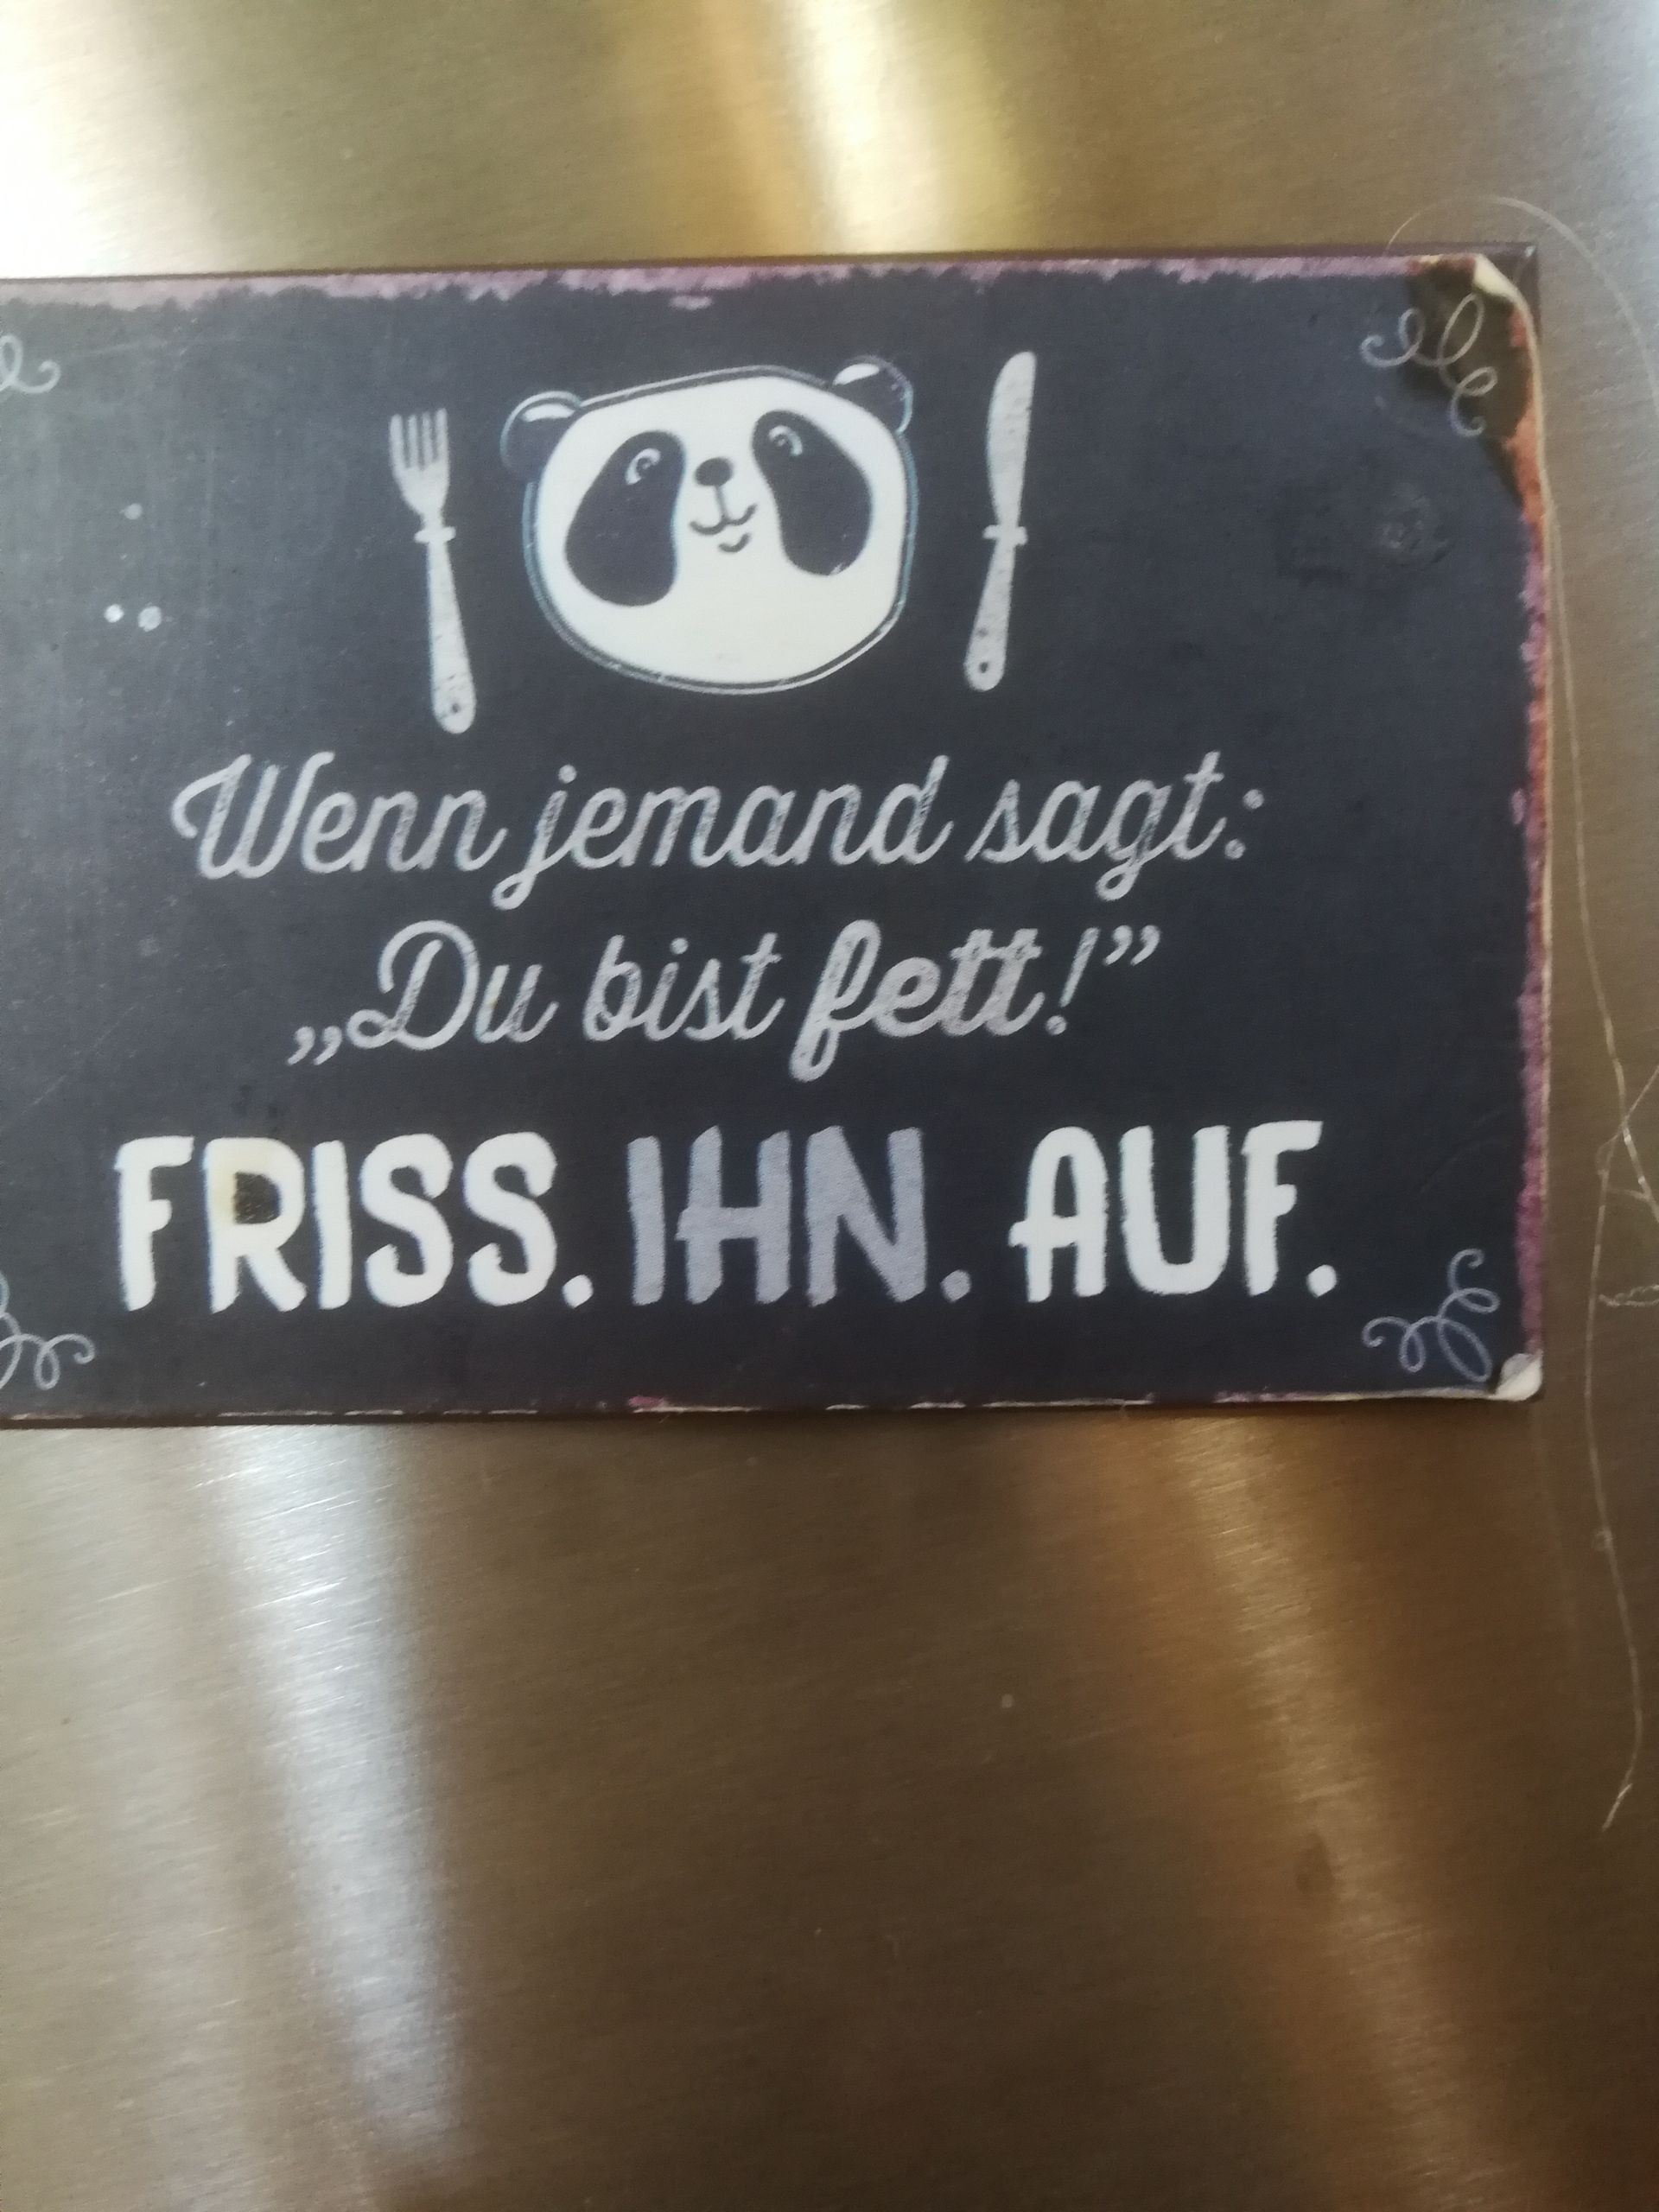 Wenn jemand sagt:
„Du bist fett!”
FRISS. IHN. AUF.